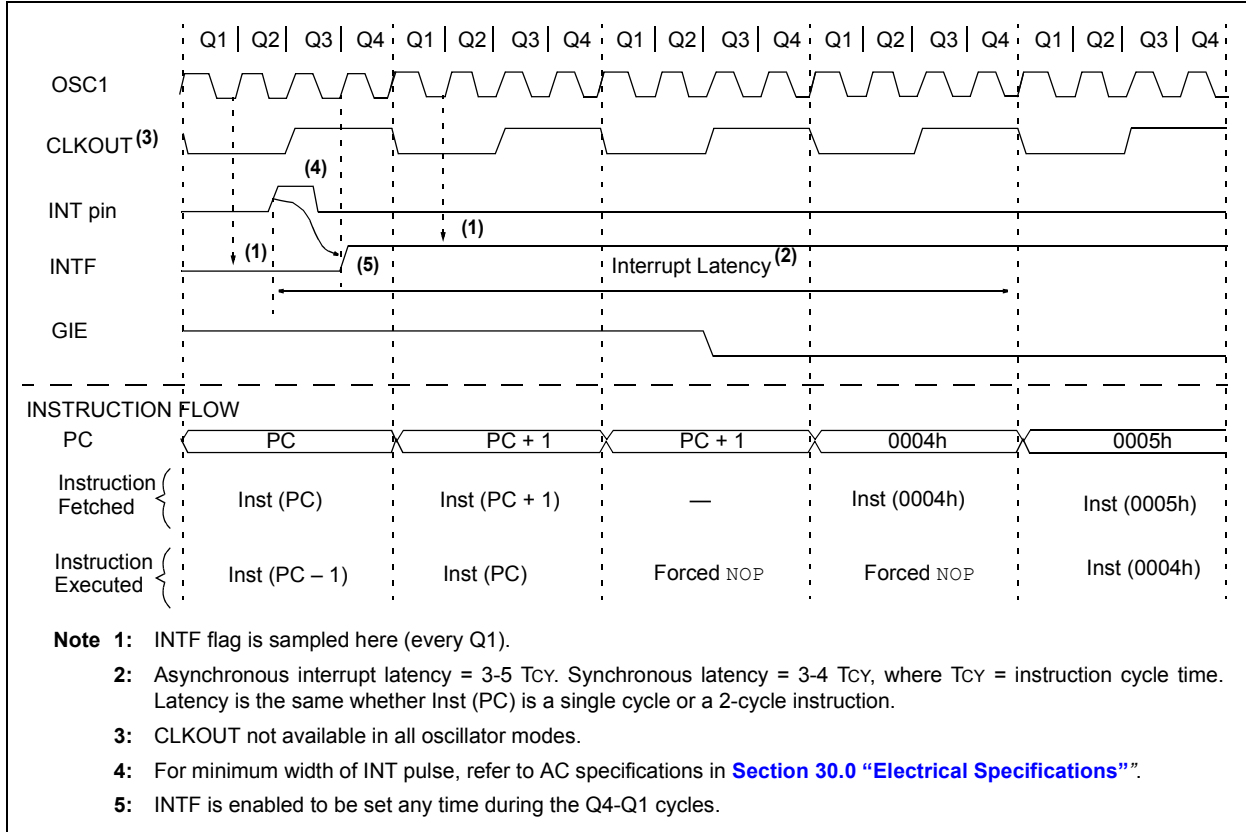 Q1 Q2 Q3 Q4 Q1 Q2 Q3 Q4 Q1 Q2 Q3 Q4 Q1 Q2 Q3 Q4 Q1 Q2 Q3 Q4
OSC1
CLKOUT (3)
(4)
INT pin
(1)
(1)
INTF
(5)
Interrupt Latency (2)
GIE
INSTRUCTION FLOW
PC PC PC + 1 PC + 1 0004h 0005h
Instruction
Fetched
Inst (PC) Inst (PC + 1) — Inst (0004h) Inst (0005h)
Instruction
Executed
Inst (PC – 1) Inst (PC) Forced NOP Forced NOP Inst (0004h)
Note 1: INTF flag is sampled here (every Q1).
2: Asynchronous interrupt latency = 3-5 TCY. Synchronous latency = 3-4 TCY, where TCY = instruction cycle time.
Latency is the same whether Inst (PC) is a single cycle or a 2-cycle instruction.
3: CLKOUT not available in all oscillator modes.
4: For minimum width of INT pulse, refer to AC specifications in Section 30.0 “Electrical Specifications””.
5: INTF is enabled to be set any time during the Q4-Q1 cycles.